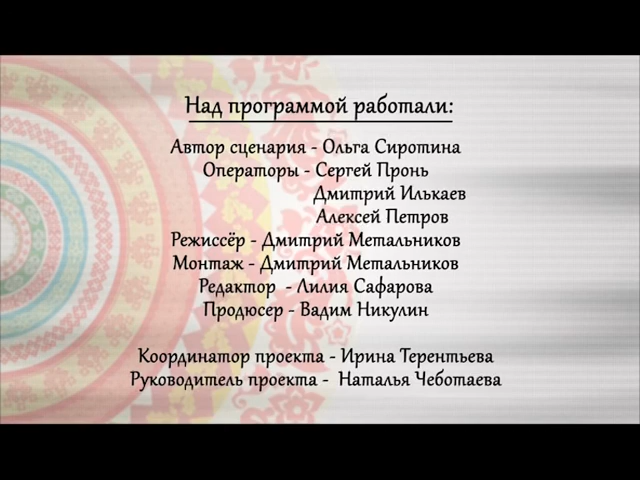 Над программой работали:
Автор сценария - Ольга Сиротина
Операторы - Сергей Пронь
Дмитрий Илькаев
Алексей Петров
Режиссёр - Дмитрий Метальников
Монтаж - Дмитрий Метальников
Редактор - Лилия Сафарова
Продюсер - Вадим Никулин
Координатор проекта - Ирина Терентьева
Руководитель проекта - Наталья Чеботаева